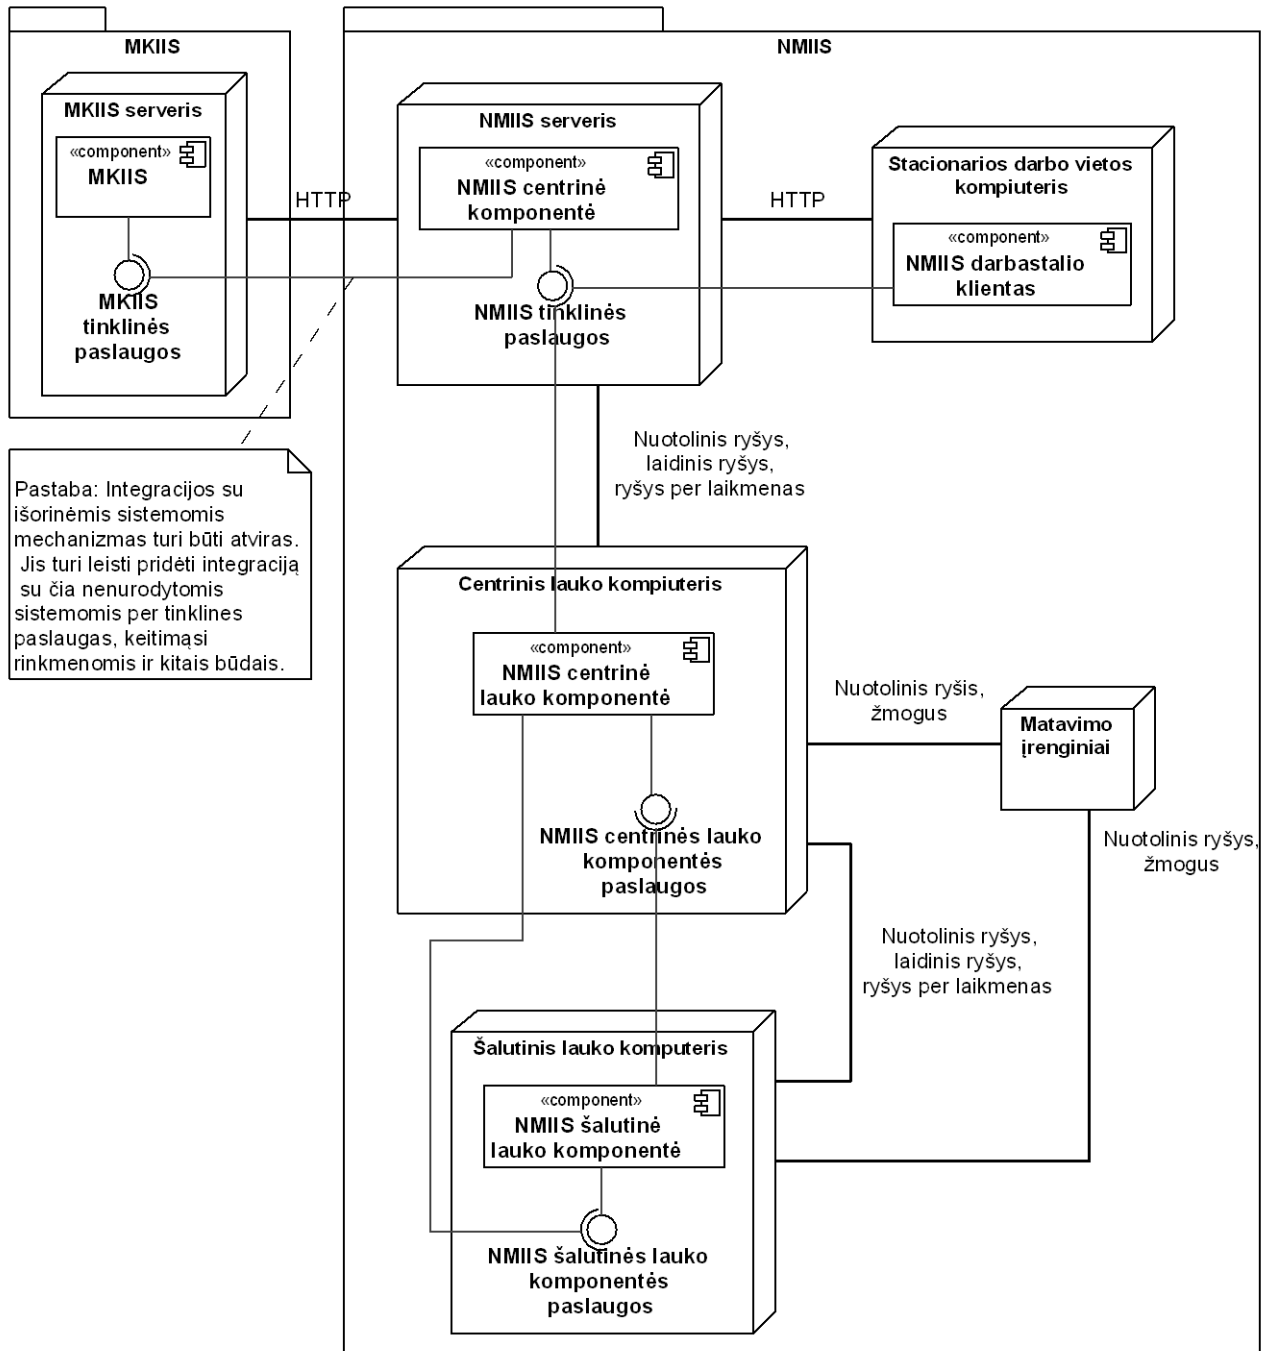 MKIIS
MKIIS serveris
«component»
MKIIS
MKIIS
tinklinės
paslaugos
HTTP
NMIIS
NMIIS serveris
«component»
NMIIS centrinė
komponentė
NMIIS tinklinės
paslaugos
HTTP
Stacionarios darbo vietos
kompiuteris
«component»
NMIIS darbastalio
klientas
Pastaba: Integracijos su
išorinėmis sistemomis
mechanizmas turi būti atviras.
Jis turi leisti pridėti integraciją
su čia nenurodytomis
sistemomis per tinklines
paslaugas, keitimąsi
rinkmenomis ir kitais būdais.
Nuotolinis ryšys,
laidinis ryšys,
ryšys per laikmenas
Centrinis lauko kompiuteris
«component»
NMIIS centrinė
lauko komponentė
NMIIS centrinės lauko
komponentės
paslaugos
Nuotolinis ryšis,
žmogus
Matavimo
įrenginiai
Nuotolinis ryšys,
žmogus
Nuotolinis ryšys,
laidinis ryšys,
ryšys per laikmenas
Šalutinis lauko komputeris
«component»
NMIIS šalutinė
lauko komponentė
NMIIS šalutinės lauko
komponentės
paslaugos